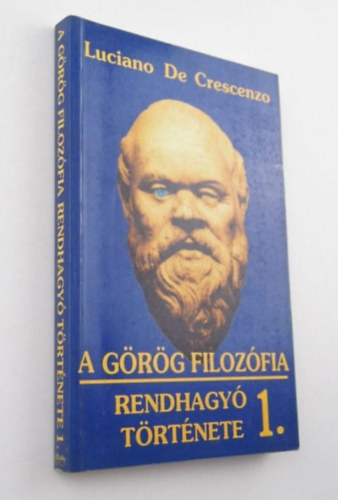 Luciano De Crescenzo
A GÖRÖG FILOZÓFIA
RENDHAGYÓ
TÖRTÉNETE 1.
A GÖRÖG FILOZÓFIA RENDHAGYÓ TÖRTÉNETE 1.